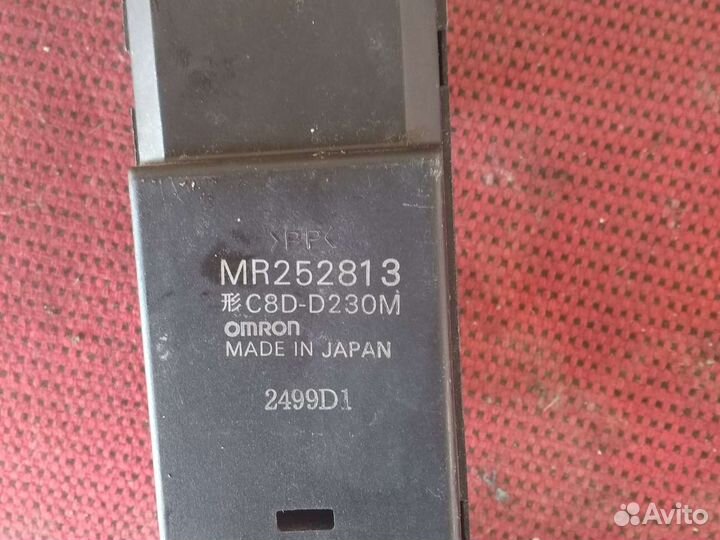 >PP<
MR252813
形C8D-D230M
OMRON
MADE IN JAPAN
2499D1
Avito